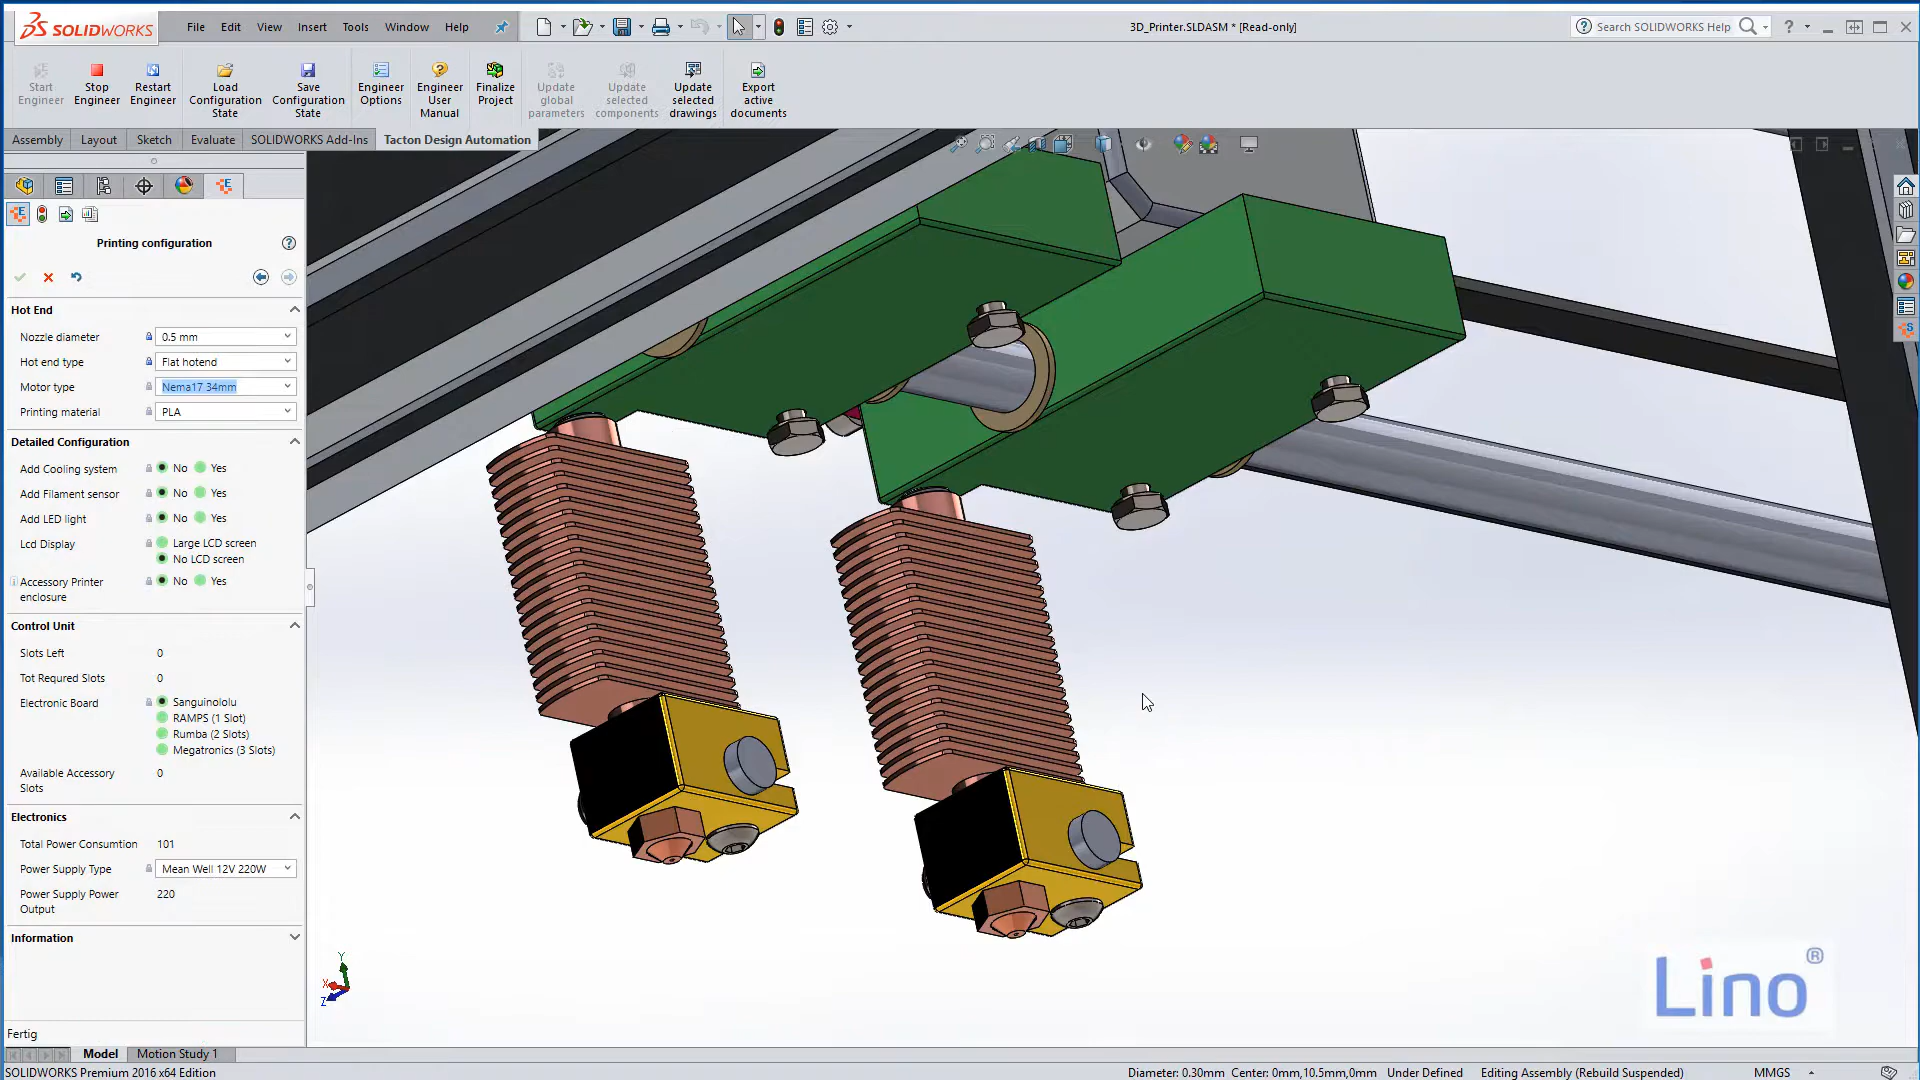 SOLIDWORKS
File Edit View Insert Tools Window Help
3D_Printer.SLDASM * [Read-only]
Search SOLIDWORKS Help
Start Engineer
Stop Engineer
Restart Engineer
Load Configuration State
Save Configuration State
Engineer Options
Engineer User Manual
Finalize Project
Update global parameters
Update selected components
Update selected drawings
Export active documents
Assembly Layout Sketch Evaluate SOLIDWORKS Add-Ins Tacton Design Automation
Printing configuration
Hot End
Nozzle diameter 0.5 mm
Hot end type Flat hotend
Motor type Nema17 34mm
Printing material PLA
Detailed Configuration
Add Cooling system No Yes
Add Filament sensor No Yes
Add LED light No Yes
Lcd Display Large LCD screen
No LCD screen
Accessory Printer enclosure No Yes
Control Unit
Slots Left 0
Tot Requred Slots 0
Electronic Board Sanguinololu
RAMPS (1 Slot)
Rumba (2 Slots)
Megatronics (3 Slots)
Available Accessory Slots 0
Electronics
Total Power Consumtion 101
Power Supply Type Mean Well 12V 220W
Power Supply Power Output 220
Information
Y
X
Z
Lino®
Fertig
Model Motion Study 1
SOLIDWORKS Premium 2016 x64 Edition
Diameter: 0.30mm Center: 0mm,10.5mm,0mm Under Defined Editing Assembly (Rebuild Suspended) MMGS